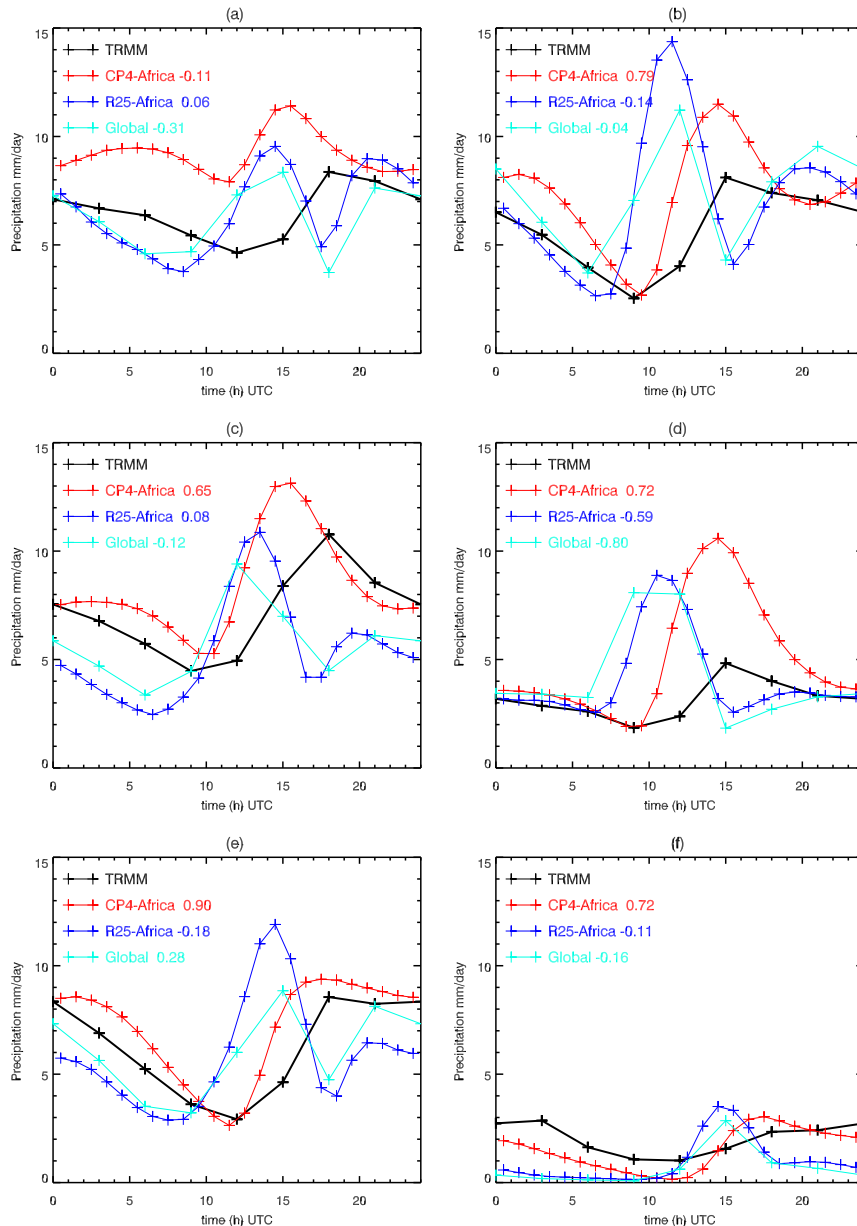 (a)
15
10
5
0
Precipitation mm/day
TRMM
CP4-Africa -0.11
R25-Africa 0.06
Global -0.31
0 5 10 15 20
time (h) UTC
(b)
15
10
5
0
Precipitation mm/day
TRMM
CP4-Africa 0.79
R25-Africa -0.14
Global -0.04
0 5 10 15 20
time (h) UTC
(c)
15
10
5
0
Precipitation mm/day
TRMM
CP4-Africa 0.65
R25-Africa 0.08
Global -0.12
0 5 10 15 20
time (h) UTC
(d)
15
10
5
0
Precipitation mm/day
TRMM
CP4-Africa 0.72
R25-Africa -0.59
Global -0.80
0 5 10 15 20
time (h) UTC
(e)
15
10
5
0
Precipitation mm/day
TRMM
CP4-Africa 0.90
R25-Africa -0.18
Global 0.28
0 5 10 15 20
time (h) UTC
(f)
15
10
5
0
Precipitation mm/day
TRMM
CP4-Africa 0.72
R25-Africa -0.11
Global -0.16
0 5 10 15 20
time (h) UTC